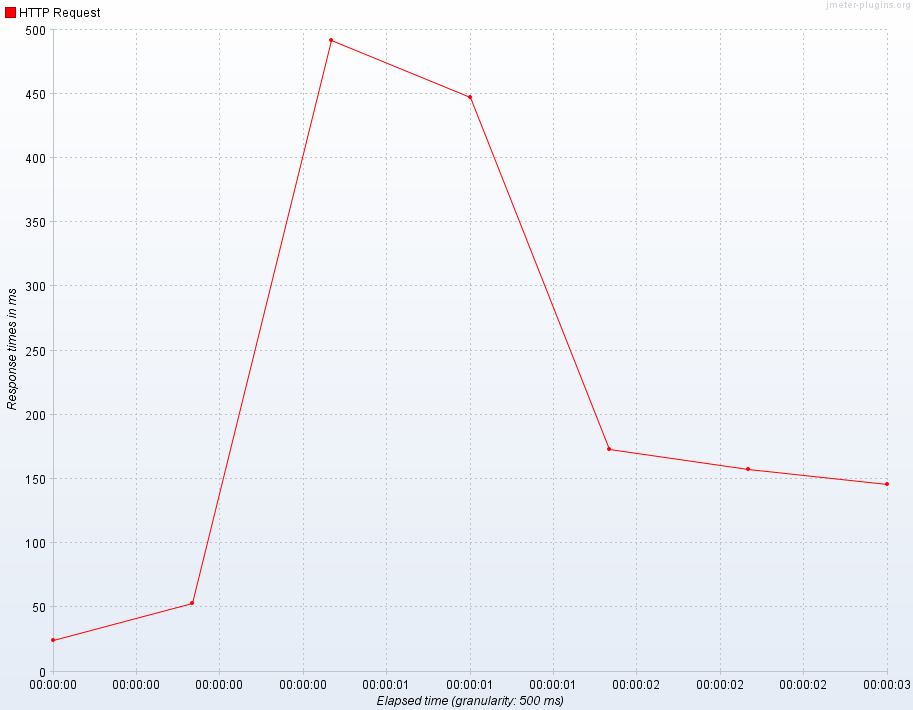 jmeter-plugins.org
HTTP Request
500
450
400
350
300
250
200
150
100
50
0
Response times in ms
00:00:00 00:00:00 00:00:00 00:00:00 00:00:01 00:00:01 00:00:01 00:00:02 00:00:02 00:00:02 00:00:03
Elapsed time (granularity: 500 ms)